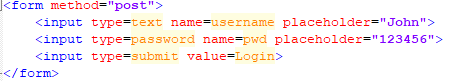 <form method="post">
<input type=text name=username placeholder="John">
<input type=password name=pwd placeholder="123456">
<input type=submit value=Login>
</form>